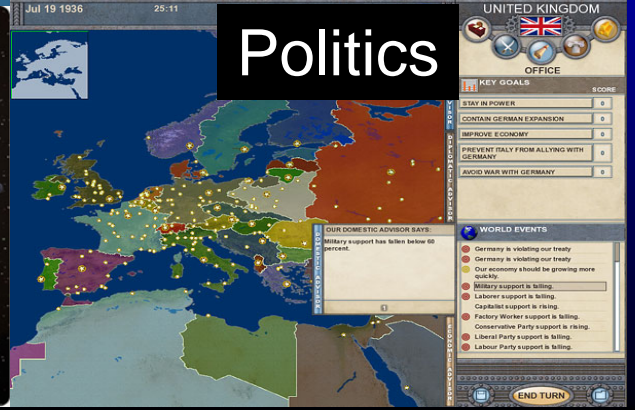 Jul 19 1936
25:11
Politics
UNITED KINGDOM
OFFICE
KEY GOALS
SCORE
STAY IN POWER
0
CONTAIN GERMAN EXPANSION
0
IMPROVE ECONOMY
0
PREVENT ITALY FROM ALLYING WITH
GERMANY
0
AVOID WAR WITH GERMANY
0
DIPLOMATIC ADVISOR
OUR DOMESTIC ADVISOR SAYS:
Military support has fallen below 60
percent.
WORLD EVENTS
Germany is violating our treaty
Germany is violating our treaty
Our economy should be growing more
quickly.
Military support is falling.
Laborer support is falling.
Capitalist support is rising.
Factory Worker support is falling.
Conservative Party support is rising.
Liberal Party support is falling.
Labour Party support is falling.
ECONOMIC ADVISOR
END TURN